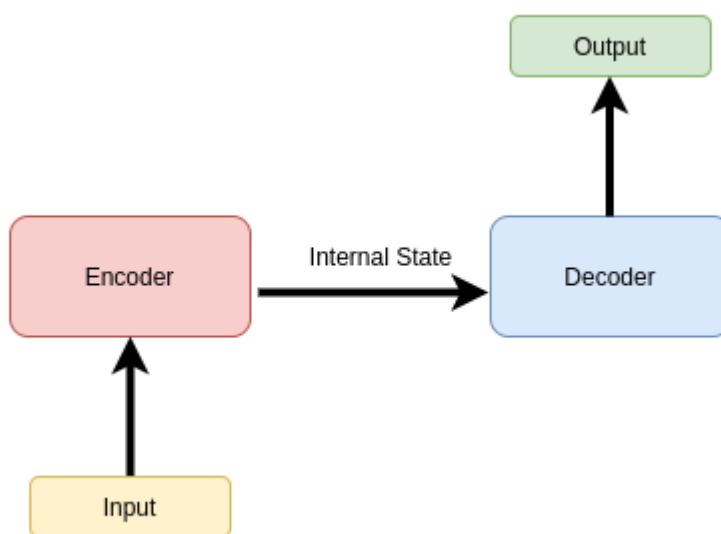 Output
Internal State
Encoder
Decoder
Input